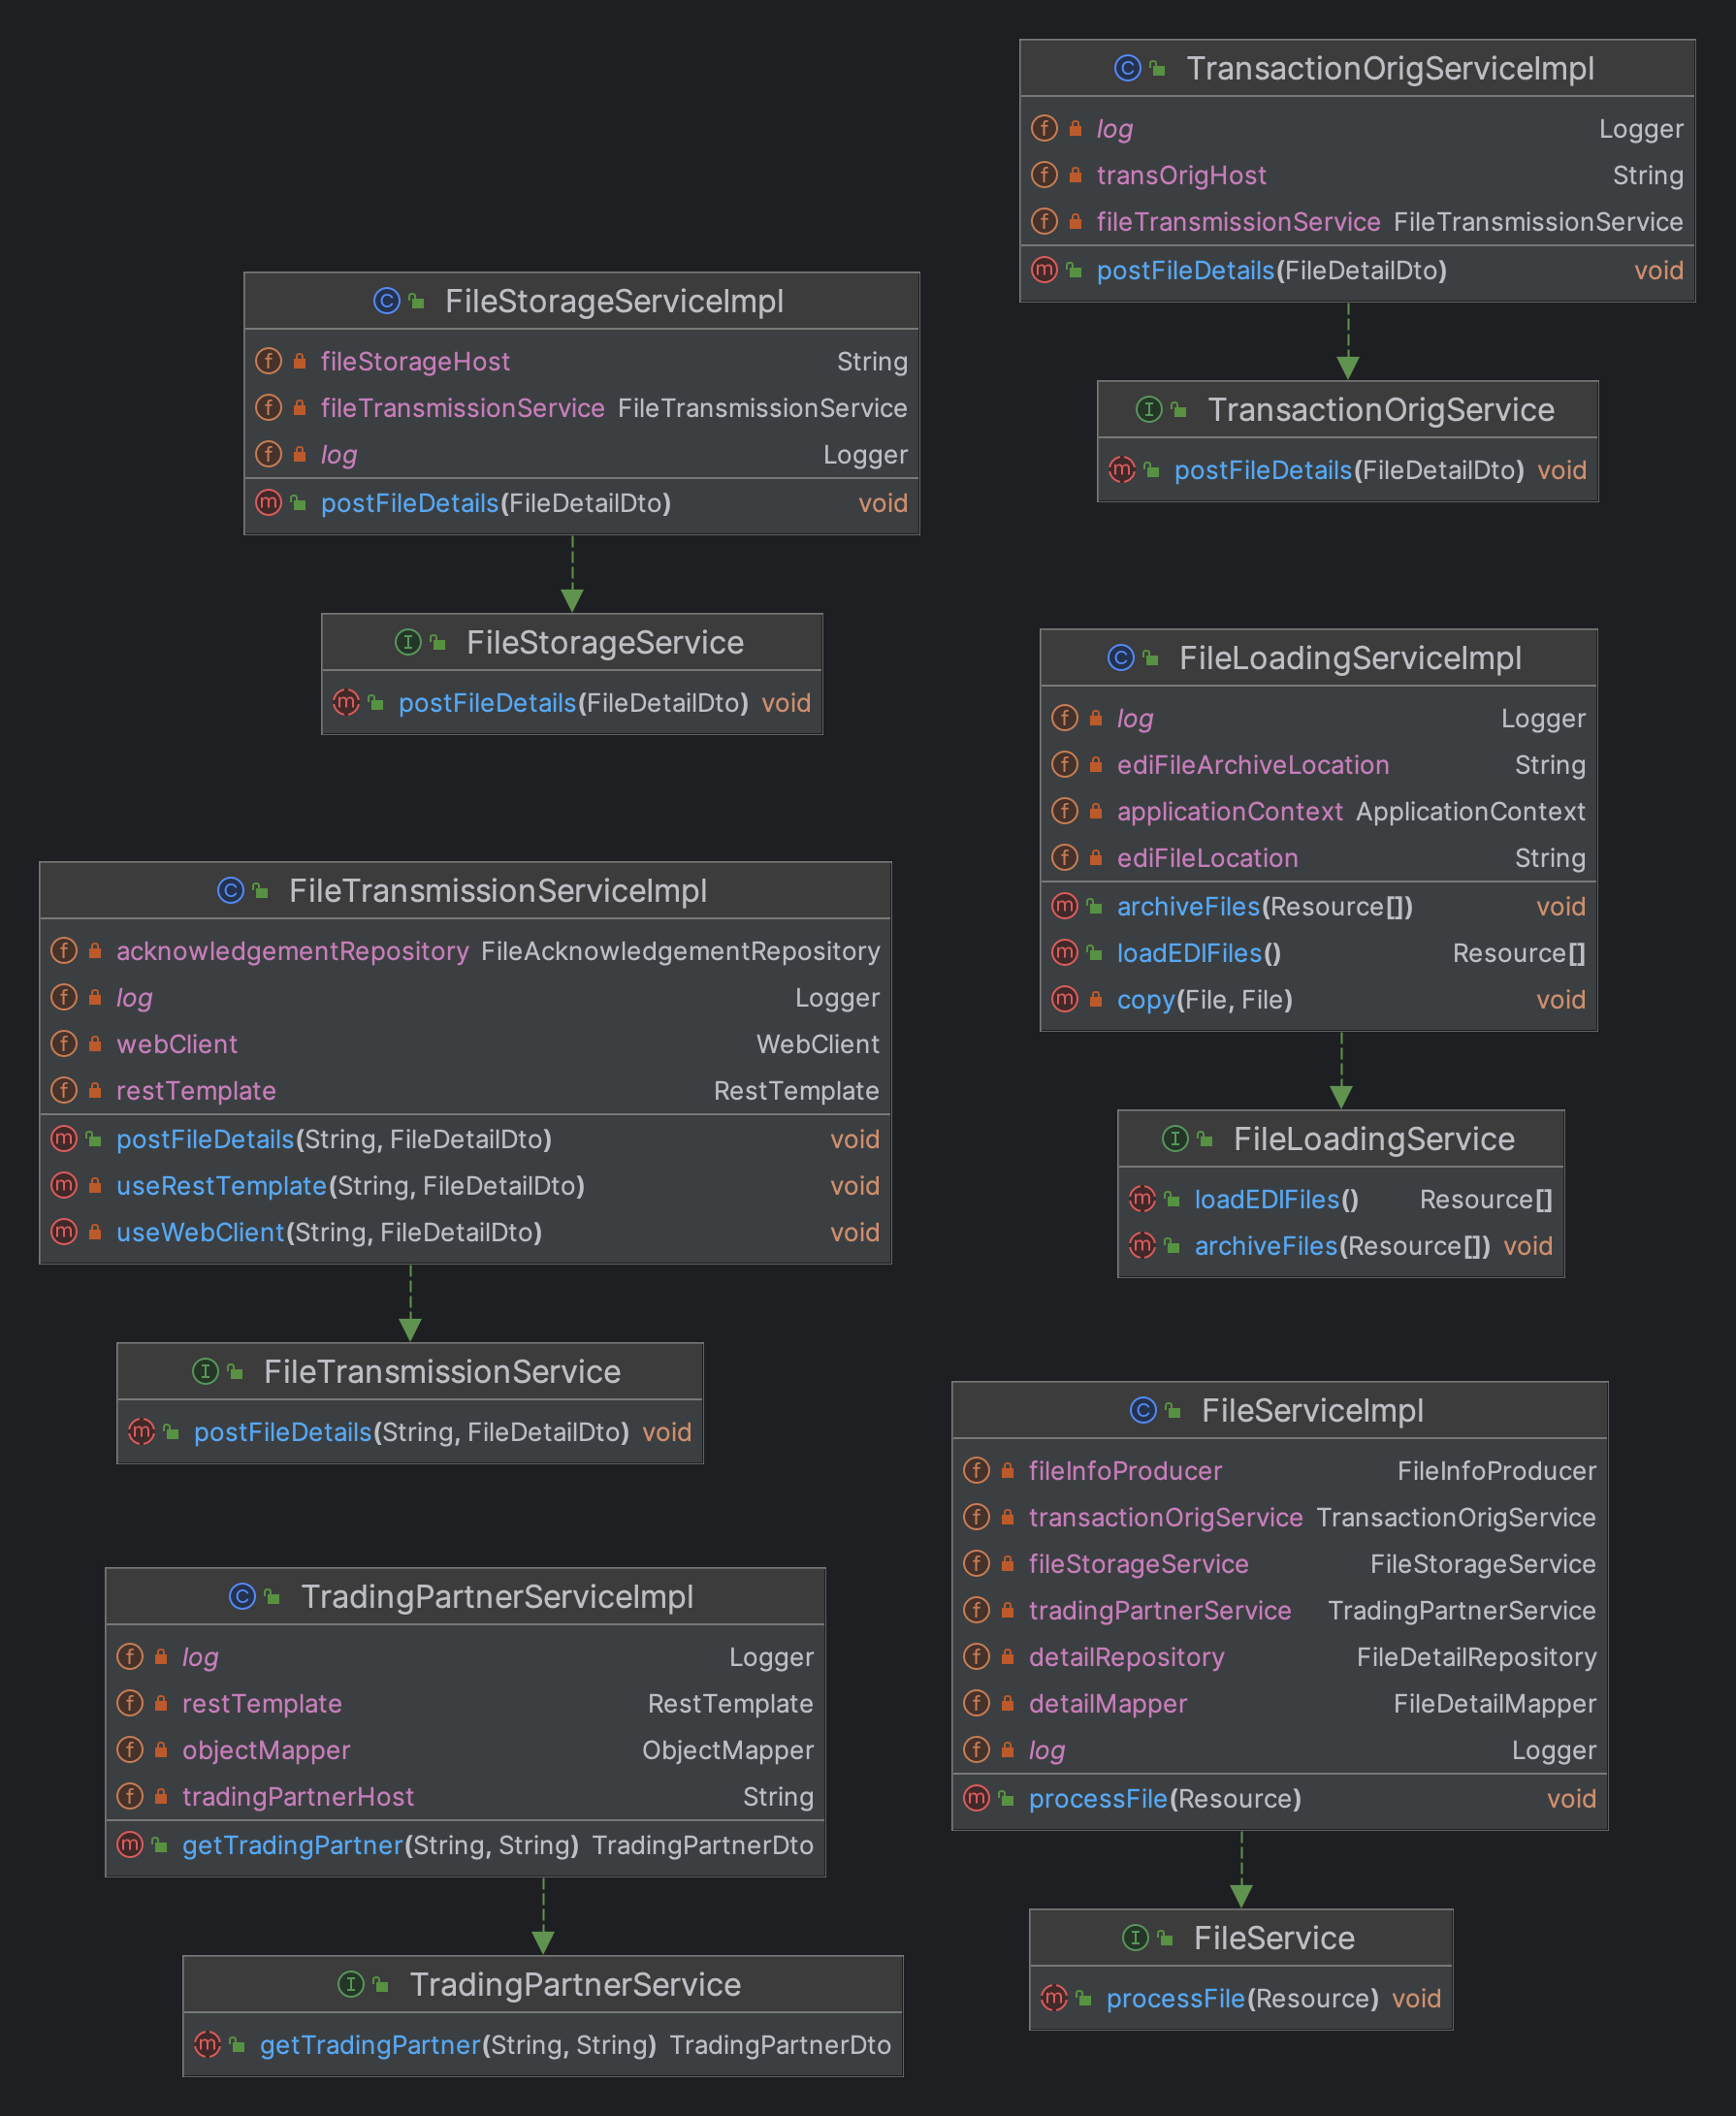 TransactionOrigServiceImpl
log Logger
transOrigHost String
fileTransmissionService FileTransmissionService
postFileDetails(FileDetailDto) void
TransactionOrigService
postFileDetails(FileDetailDto) void
FileStorageServiceImpl
fileStorageHost String
fileTransmissionService FileTransmissionService
log Logger
postFileDetails(FileDetailDto) void
FileStorageService
postFileDetails(FileDetailDto) void
FileLoadingServiceImpl
log Logger
ediFileArchiveLocation String
applicationContext ApplicationContext
ediFileLocation String
archiveFiles(Resource[]) void
loadEDIFiles() Resource[]
copy(File, File) void
FileLoadingService
loadEDIFiles() Resource[]
archiveFiles(Resource[]) void
FileTransmissionServiceImpl
acknowledgementRepository FileAcknowledgementRepository
log Logger
webClient WebClient
restTemplate RestTemplate
postFileDetails(String, FileDetailDto) void
useRestTemplate(String, FileDetailDto) void
useWebClient(String, FileDetailDto) void
FileTransmissionService
postFileDetails(String, FileDetailDto) void
FileServiceImpl
fileInfoProducer FileInfoProducer
transactionOrigService TransactionOrigService
fileStorageService FileStorageService
tradingPartnerService TradingPartnerService
detailRepository FileDetailRepository
detailMapper FileDetailMapper
log Logger
processFile(Resource) void
FileService
processFile(Resource) void
TradingPartnerServiceImpl
log Logger
restTemplate RestTemplate
objectMapper ObjectMapper
tradingPartnerHost String
getTradingPartner(String, String) TradingPartnerDto
TradingPartnerService
getTradingPartner(String, String) TradingPartnerDto